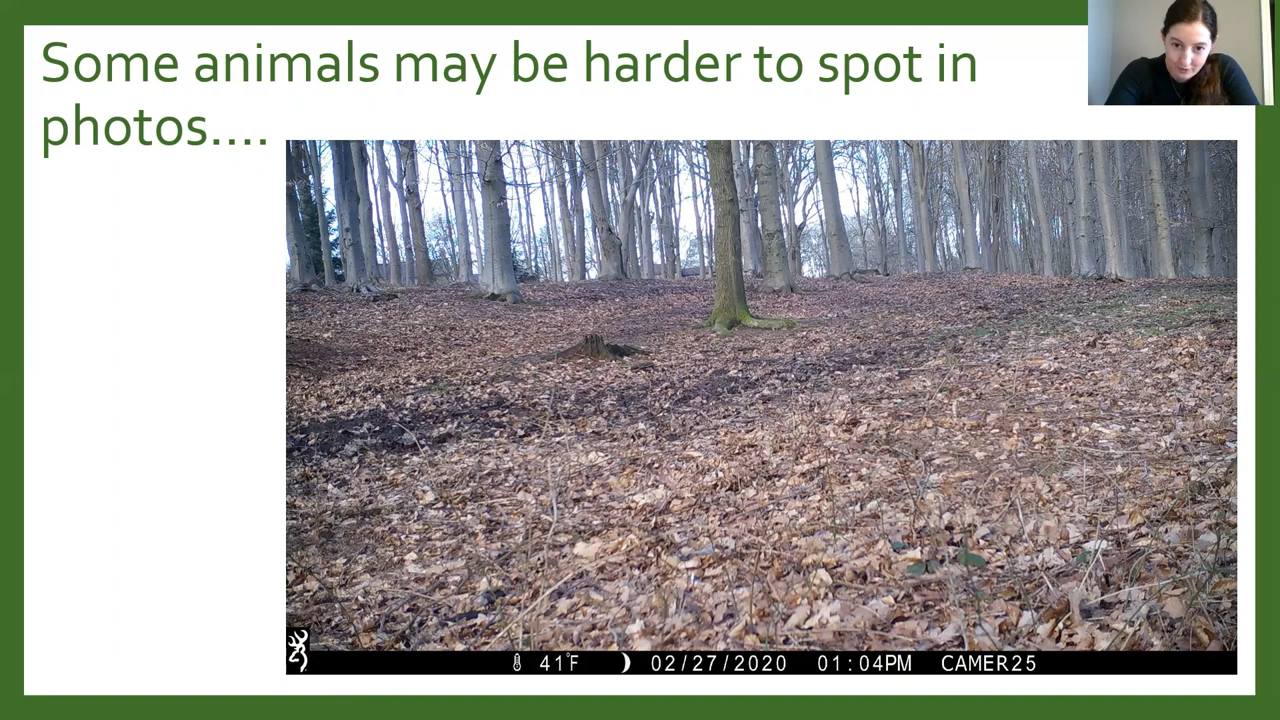 Some animals may be harder to spot in
photos....
41°F 02/27/2020 01:04PM CAMER25